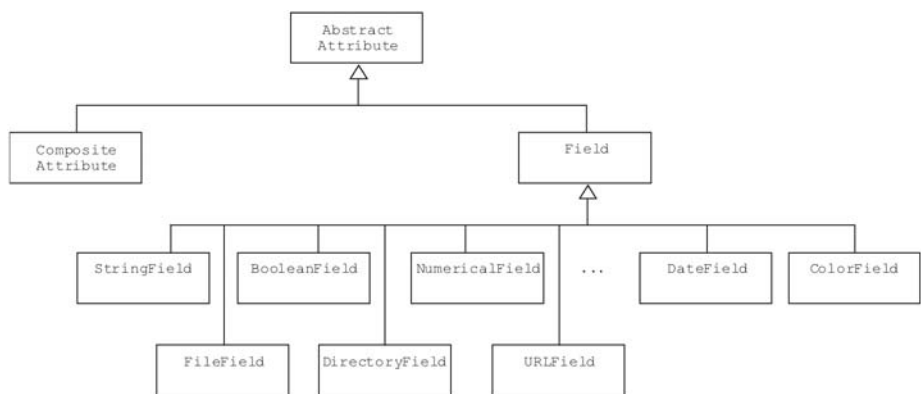 Abstract
Attribute
Composite
Attribute
Field
StringField
BooleanField
NumericalField
...
DateField
ColorField
FileField
DirectoryField
URLField